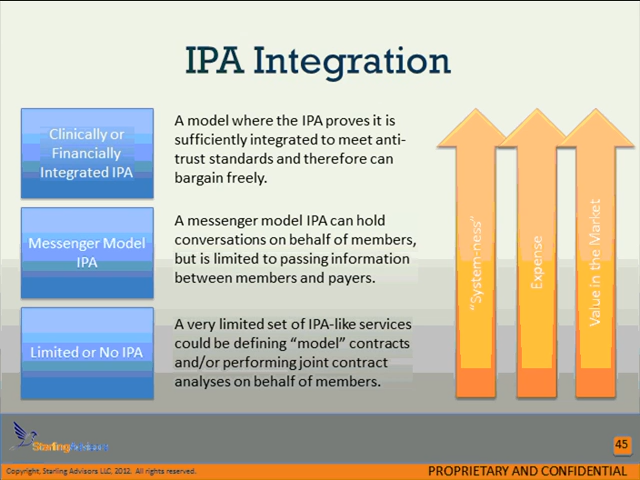 IPA Integration
Clinically or
Financially
Integrated IPA
A model where the IPA proves it is
sufficiently integrated to meet anti-
trust standards and therefore can
bargain freely.
Messenger Model
IPA
A messenger model IPA can hold
conversations on behalf of members,
but is limited to passing information
between members and payers.
Limited or No IPA
A very limited set of IPA-like services
could be defining “model” contracts
and/or performing joint contract
analyses on behalf of members.
“System-ness”
Expense
Value in the Market
Starling Advisors
45
Copyright, Starling Advisors LLC, 2012. All rights reserved.
PROPRIETARY AND CONFIDENTIAL